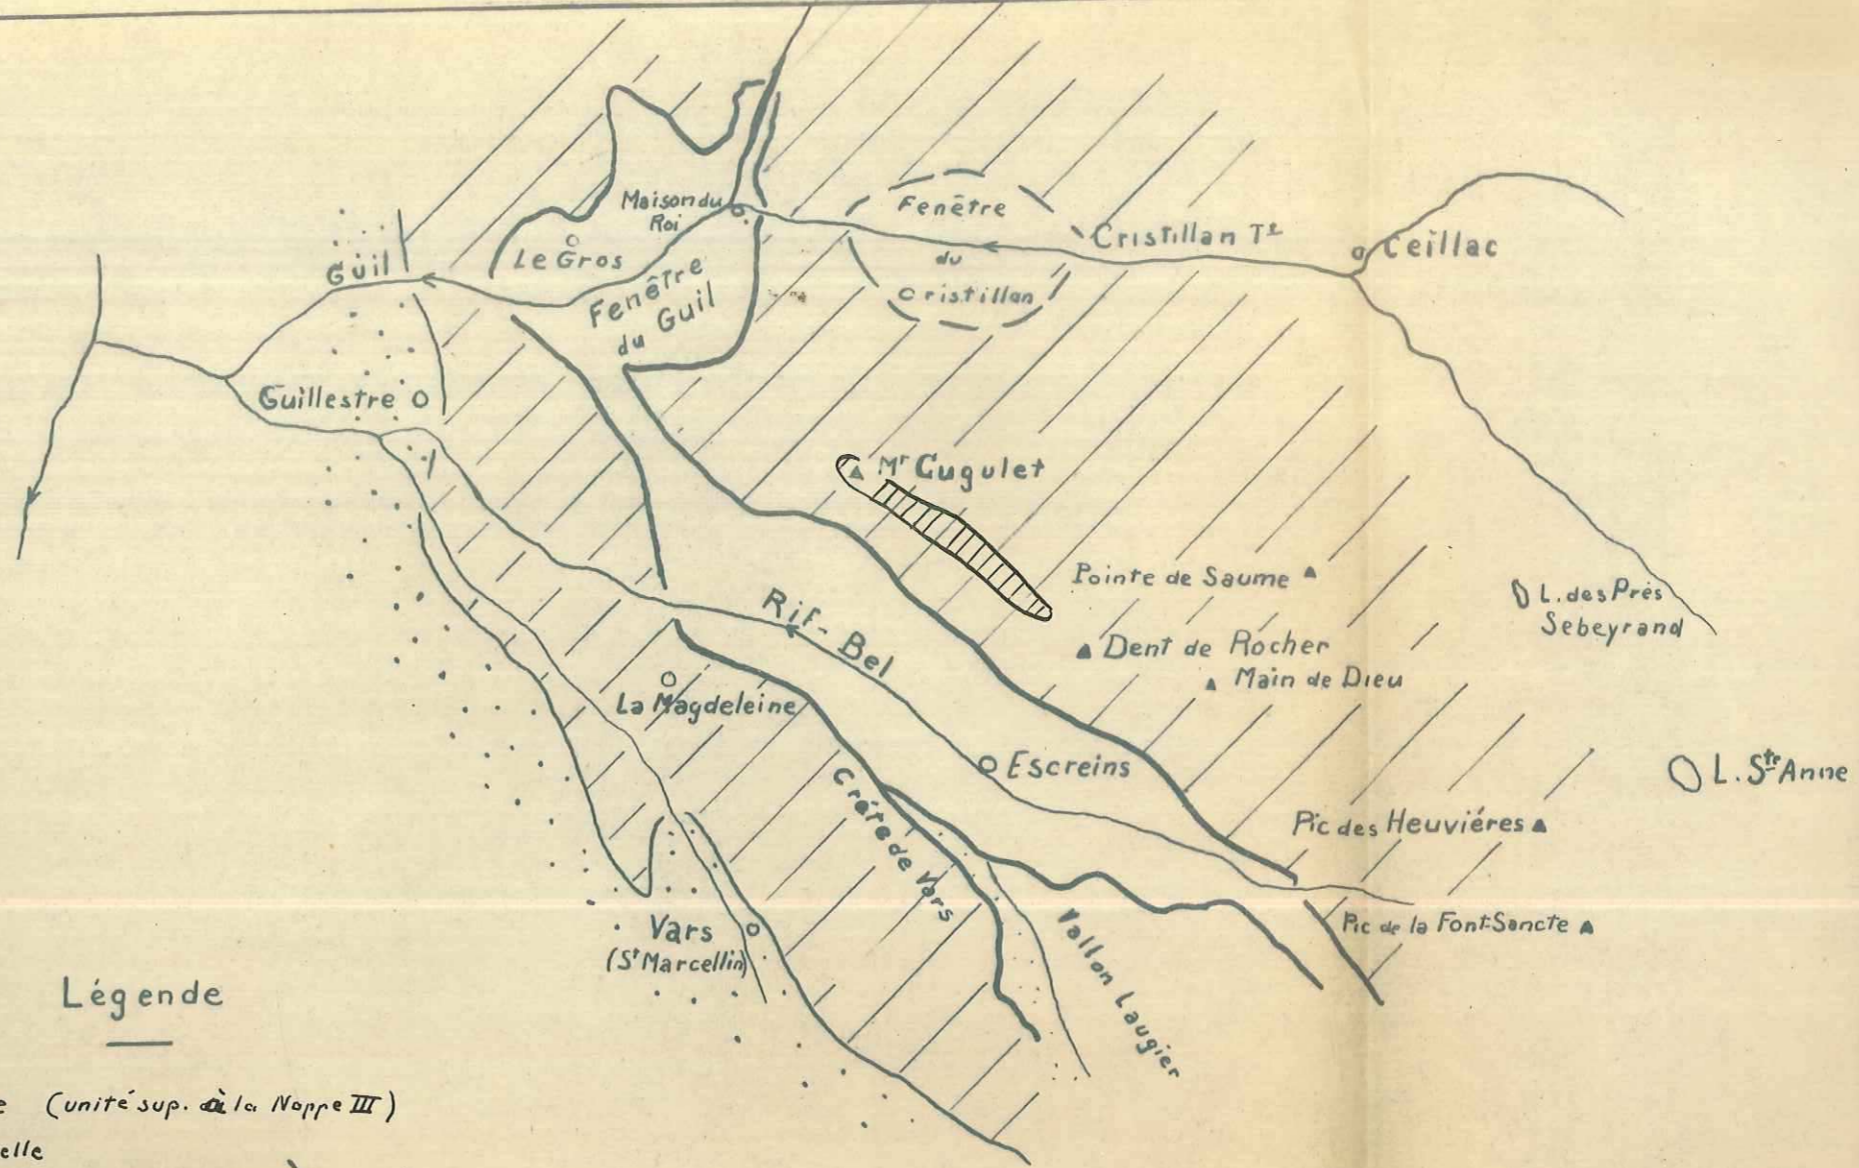 Maison du
Roi
Fenêtre
Cristillan Tt
Ceillac
Guil
Le Gros
du
Cristillan
Fenêtre
du Guil
Guillestre
Mt Cugulet
Pointe de Saume
L. des Près
Sebeyrand
Rif-Bel
Dent de Rocher
Main de Dieu
La Magdeleine
Escreins
L. Ste Anne
Crête de Vars
Pic des Heuviéres
Vars
(St Marcellin)
Pic de la Font-Sancte
Vallon Laugier
Légende
(unité sup. à la Nappe III)
elle